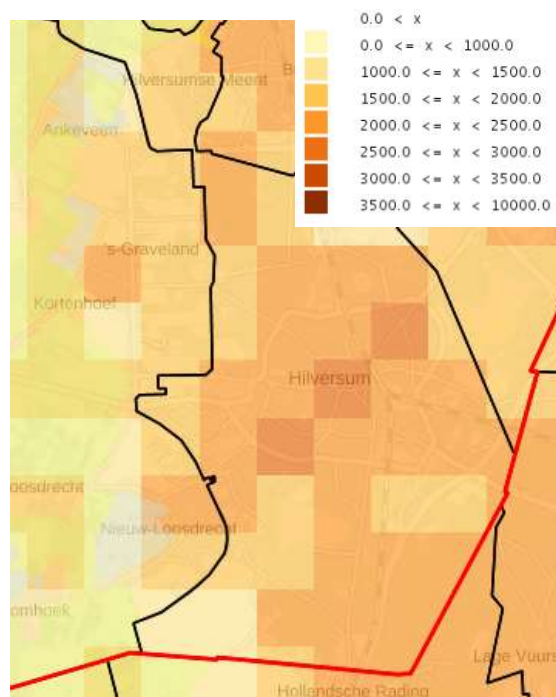 0.0 < x
0.0 <= x < 1000.0
1000.0 <= x < 1500.0
1500.0 <= x < 2000.0
2000.0 <= x < 2500.0
2500.0 <= x < 3000.0
3000.0 <= x < 3500.0
3500.0 <= x < 10000.0
Hilversumse Meent
Ankeveen
's-Graveland
Kortenhoef
Hilversum
oosdrecht
Nieuw-Loosdrecht
omhoek
Lage Vuurs
Hollandsche Rading